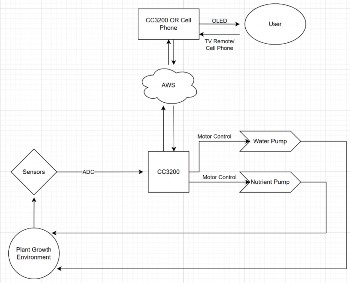 CC3200 OR Cell
Phone
OLED
User
TV Remote/
Cell Phone
AWS
Motor Control
Water Pump
Sensors
ADC
CC3200
Motor Control
Nutrient Pump
Plant Growth
Environment